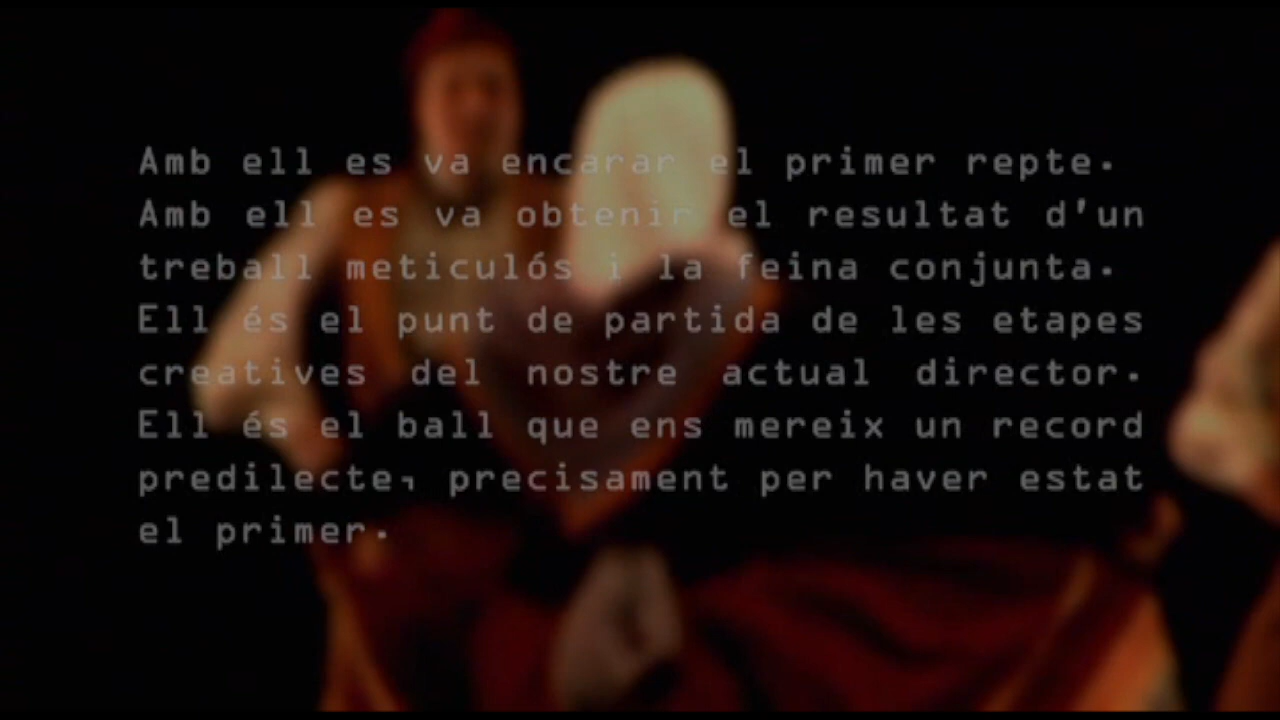 Amb ell es va encarar el primer repte.
Amb ell es va obtenir el resultat d'un
treball meticulós i la feina conjunta.
Ell és el punt de partida de les etapes
creatives del nostre actual director.
Ell és el ball que ens mereix un record
predilecte, precisament per haver estat
el primer.